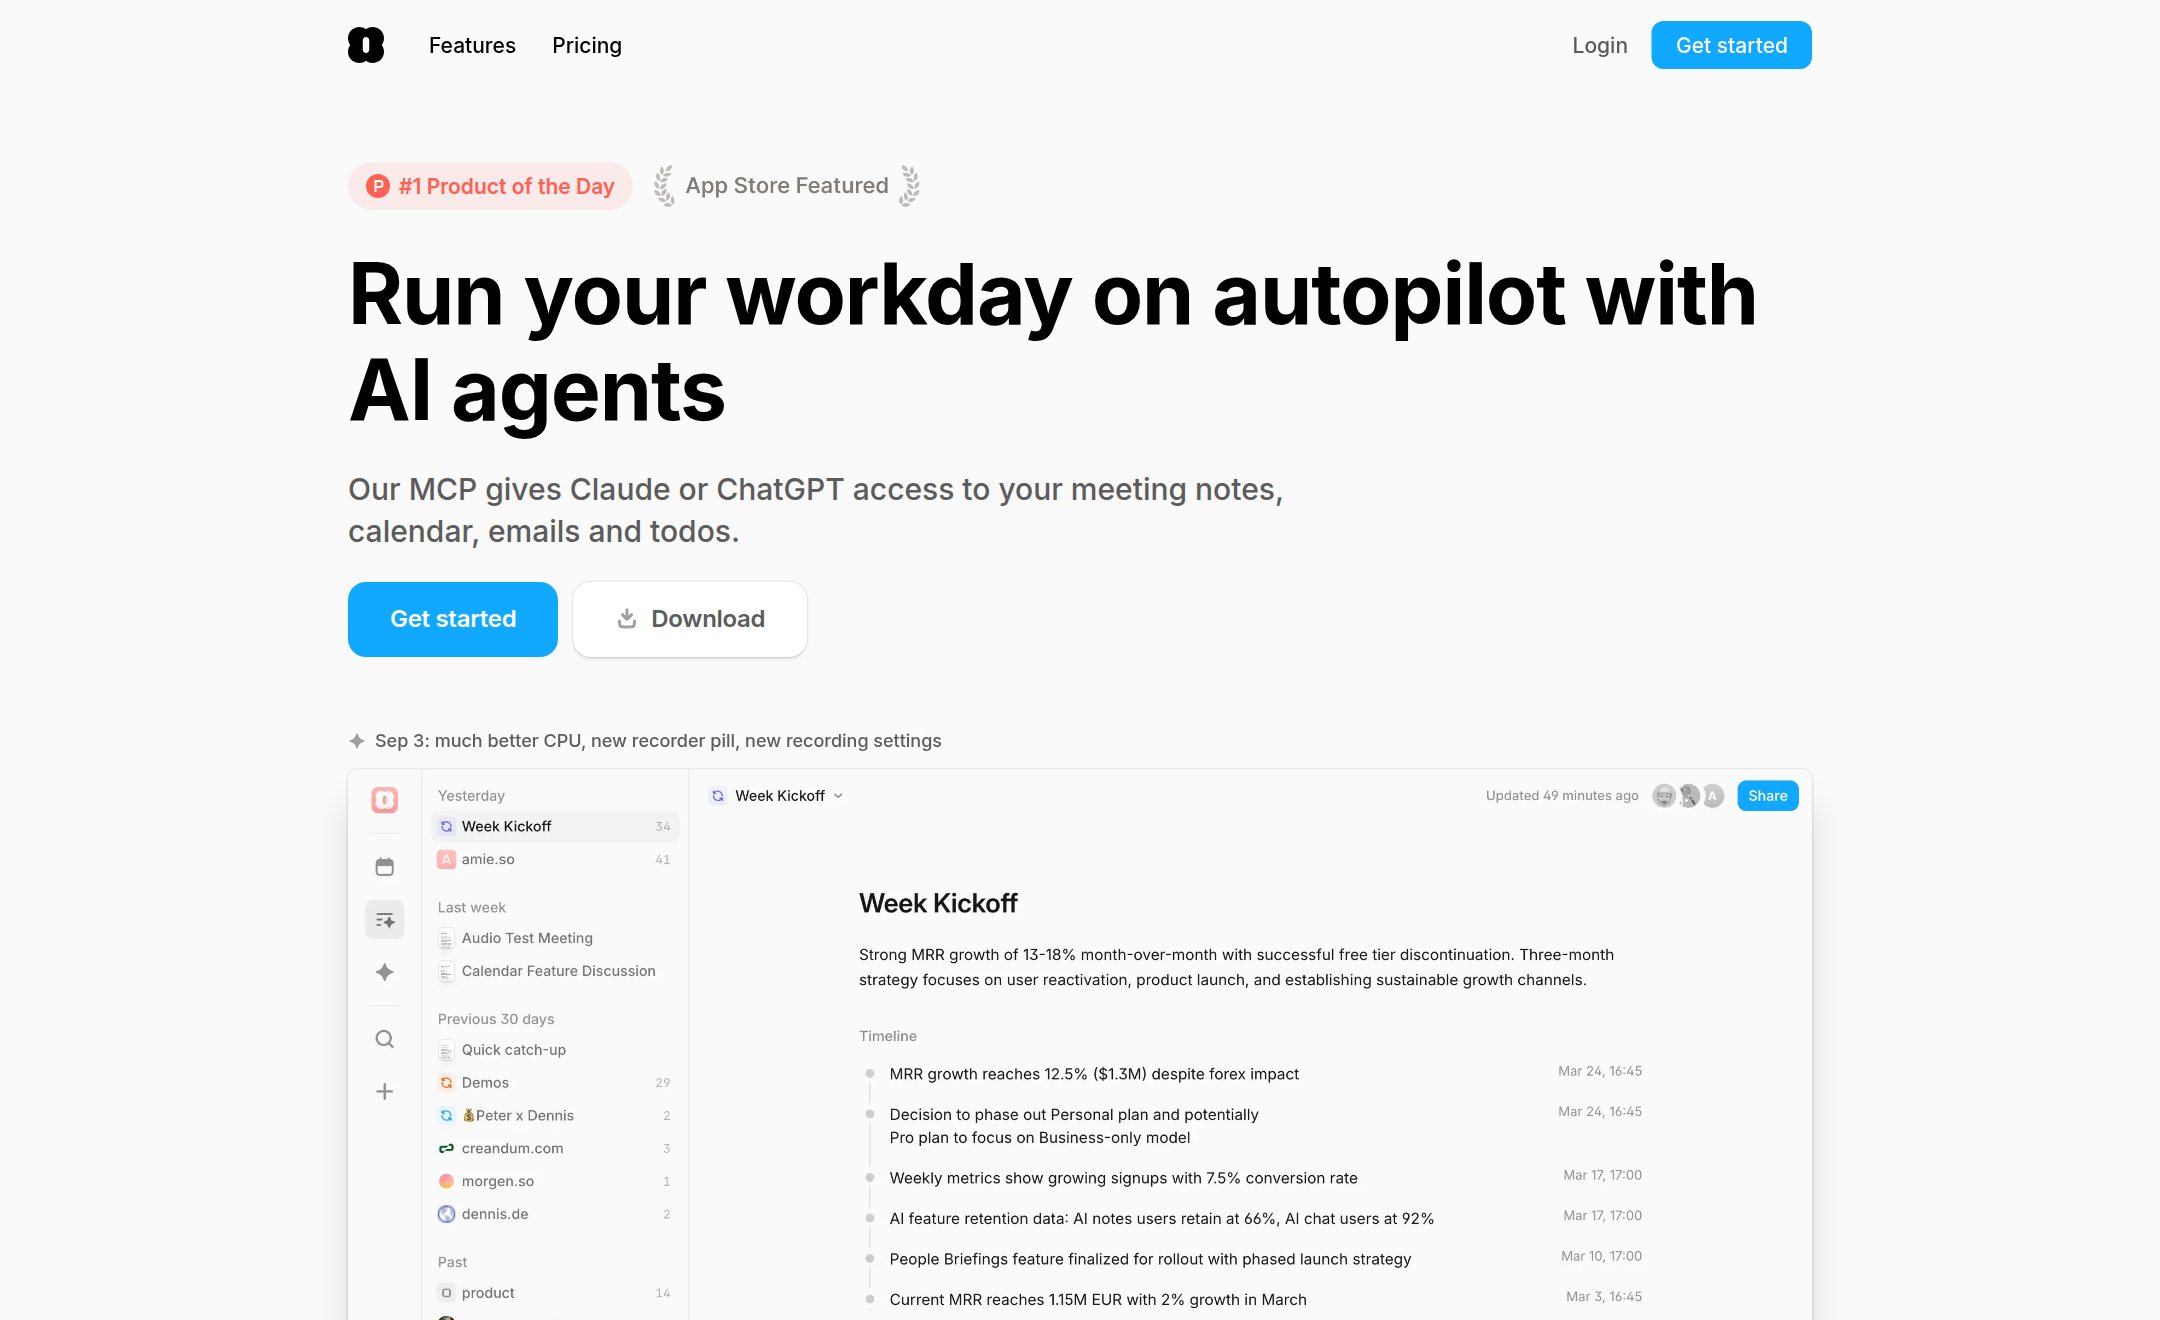 Features
Pricing
Login
Get started
P #1 Product of the Day
App Store Featured
Run your workday on autopilot with
AI agents
Our MCP gives Claude or ChatGPT access to your meeting notes,
calendar, emails and todos.
Get started
Download
Sep 3: much better CPU, new recorder pill, new recording settings
Yesterday
Week Kickoff 34
A amie.so 41
Last week
Audio Test Meeting
Calendar Feature Discussion
Previous 30 days
Quick catch-up
Demos 29
💰Peter x Dennis 2
creandum.com 3
morgen.so 1
dennis.de 2
Past
product 14
Week Kickoff
Updated 49 minutes ago
A
Share
Week Kickoff
Strong MRR growth of 13-18% month-over-month with successful free tier discontinuation. Three-month
strategy focuses on user reactivation, product launch, and establishing sustainable growth channels.
Timeline
MRR growth reaches 12.5% ($1.3M) despite forex impact Mar 24, 16:45
Decision to phase out Personal plan and potentially Mar 24, 16:45
Pro plan to focus on Business-only model
Weekly metrics show growing signups with 7.5% conversion rate Mar 17, 17:00
AI feature retention data: AI notes users retain at 66%, AI chat users at 92% Mar 17, 17:00
People Briefings feature finalized for rollout with phased launch strategy Mar 10, 17:00
Current MRR reaches 1.15M EUR with 2% growth in March Mar 3, 16:45